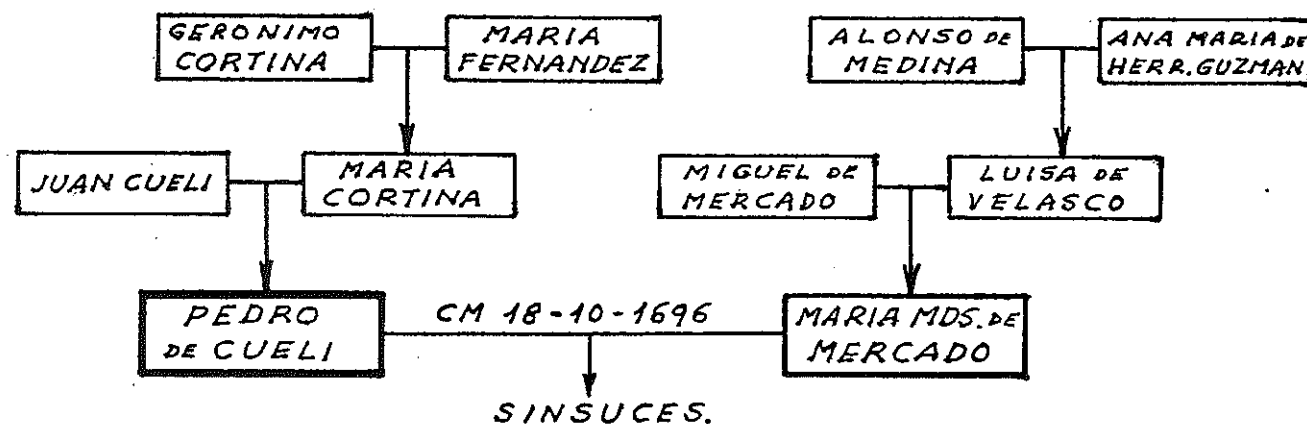 GERONIMO
CORTINA
MARIA
FERNANDEZ
ALONSO DE
MEDINA
ANA MARIA DE
HERR. GUZMAN
JUAN CUELI
MARIA
CORTINA
MIGUEL DE
MERCADO
LUISA DE
VELASCO
PEDRO
DE CUELI
CM 18-10-1696
MARIA MDS. DE
MERCADO
SINSUCES.